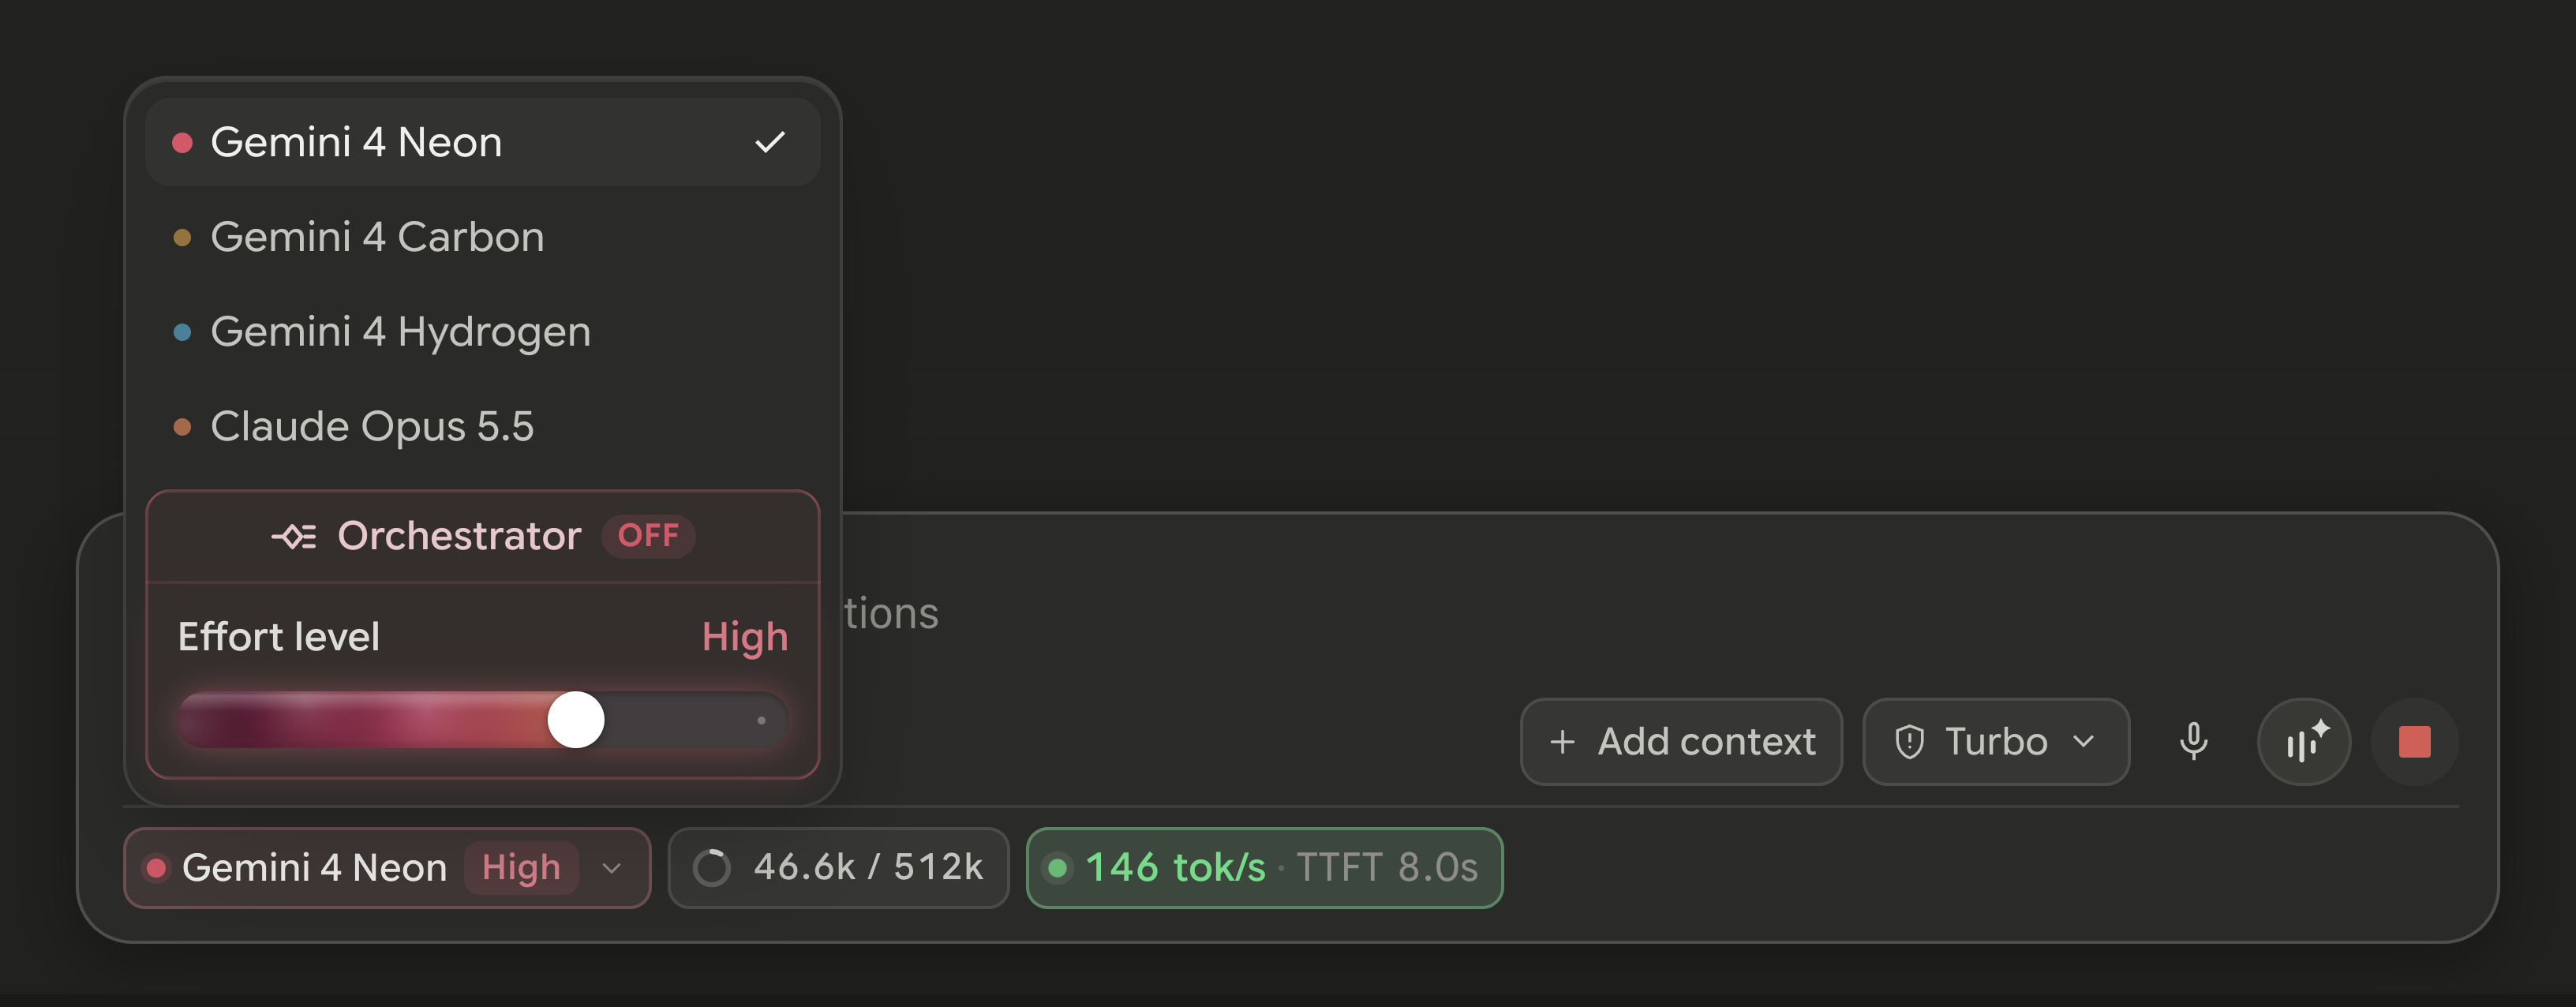 Gemini 4 Neon
Gemini 4 Carbon
Gemini 4 Hydrogen
Claude Opus 5.5
Orchestrator OFF
Effort level High
tions
Add context Turbo
Gemini 4 Neon High 46.6k / 512k 146 tok/s · TTFT 8.0s